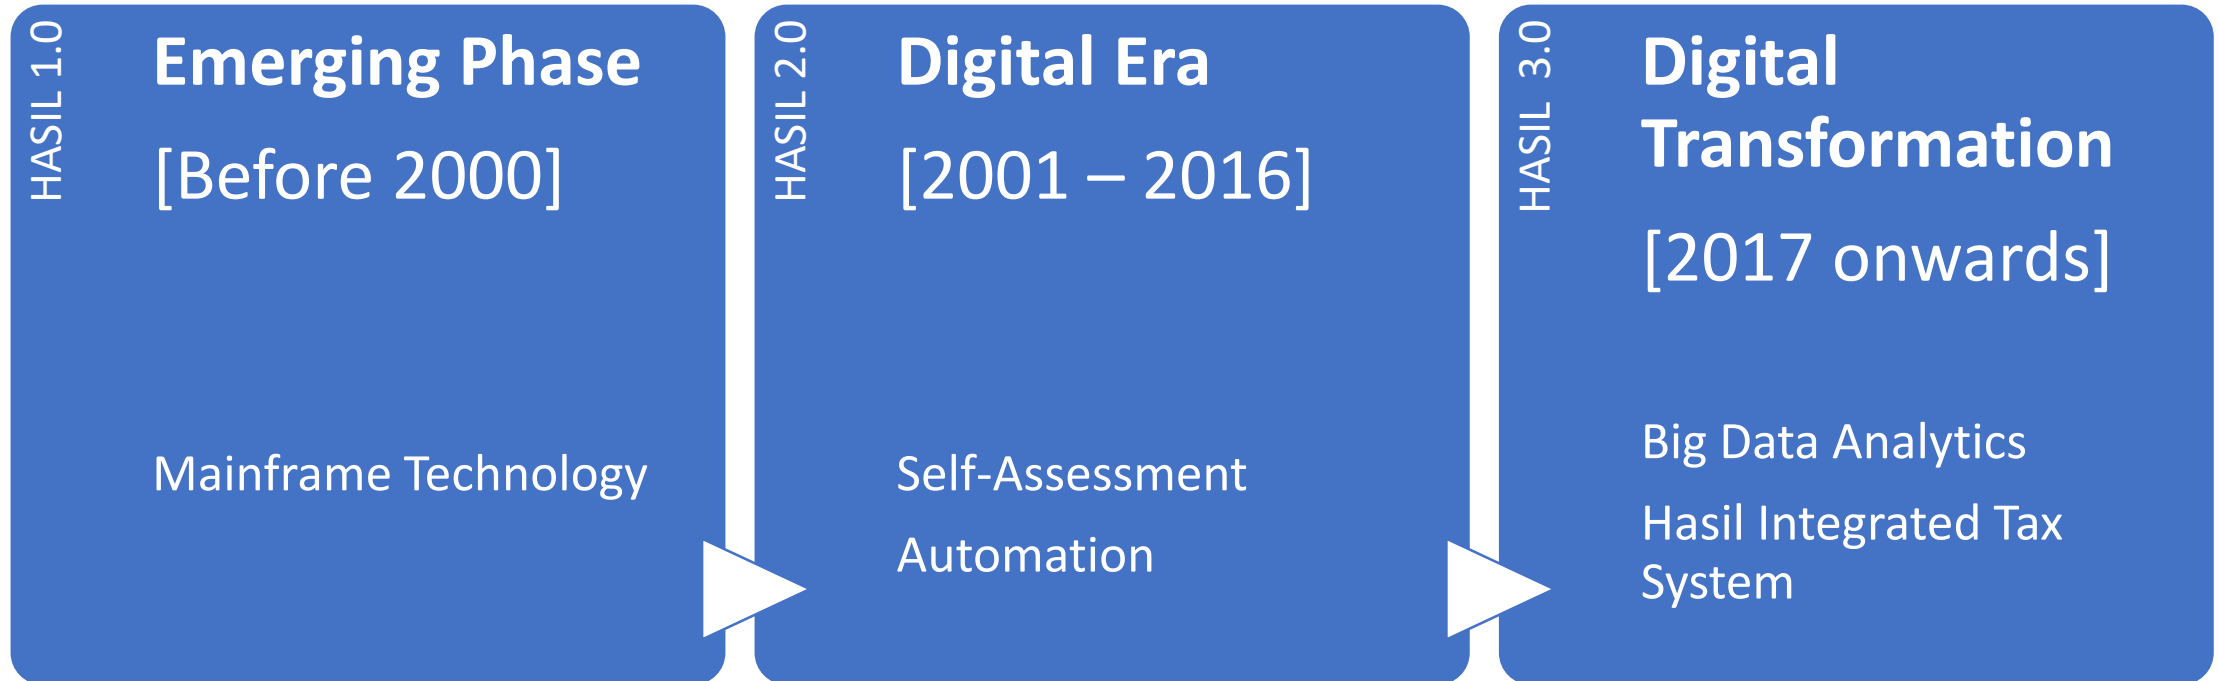 HASIL 1.0
Emerging Phase
[Before 2000]
Mainframe Technology
HASIL 2.0
Digital Era
[2001 – 2016]
Self-Assessment
Automation
HASIL 3.0
Digital
Transformation
[2017 onwards]
Big Data Analytics
Hasil Integrated Tax
System